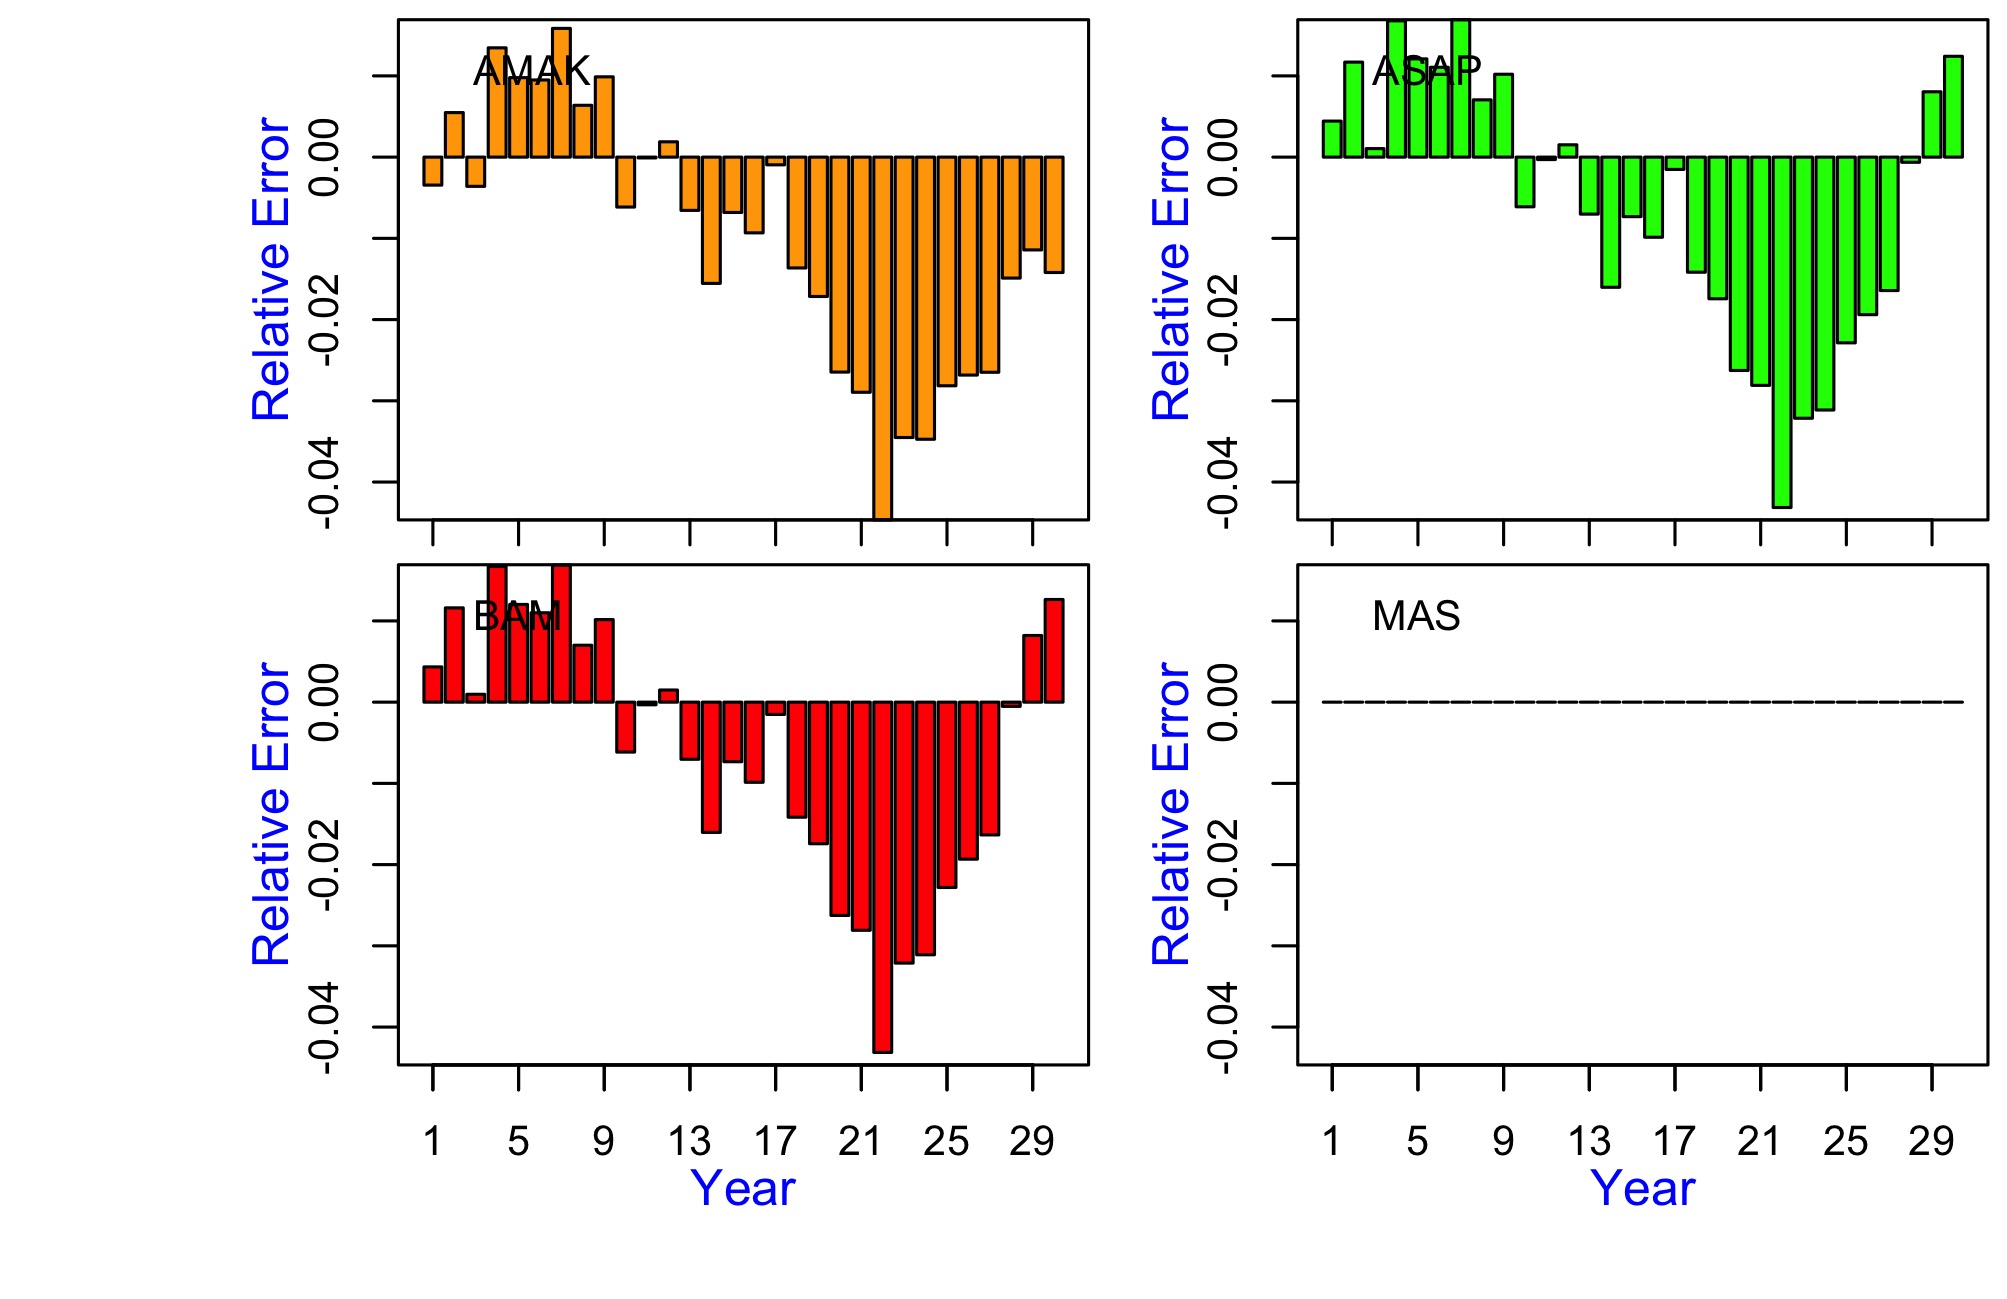 AMAK
Relative Error
0.00
-0.02
-0.04
ASAP
Relative Error
0.00
-0.02
-0.04
BAM
Relative Error
0.00
-0.02
-0.04
1 5 9 13 17 21 25 29
Year
MAS
Relative Error
0.00
-0.02
-0.04
1 5 9 13 17 21 25 29
Year